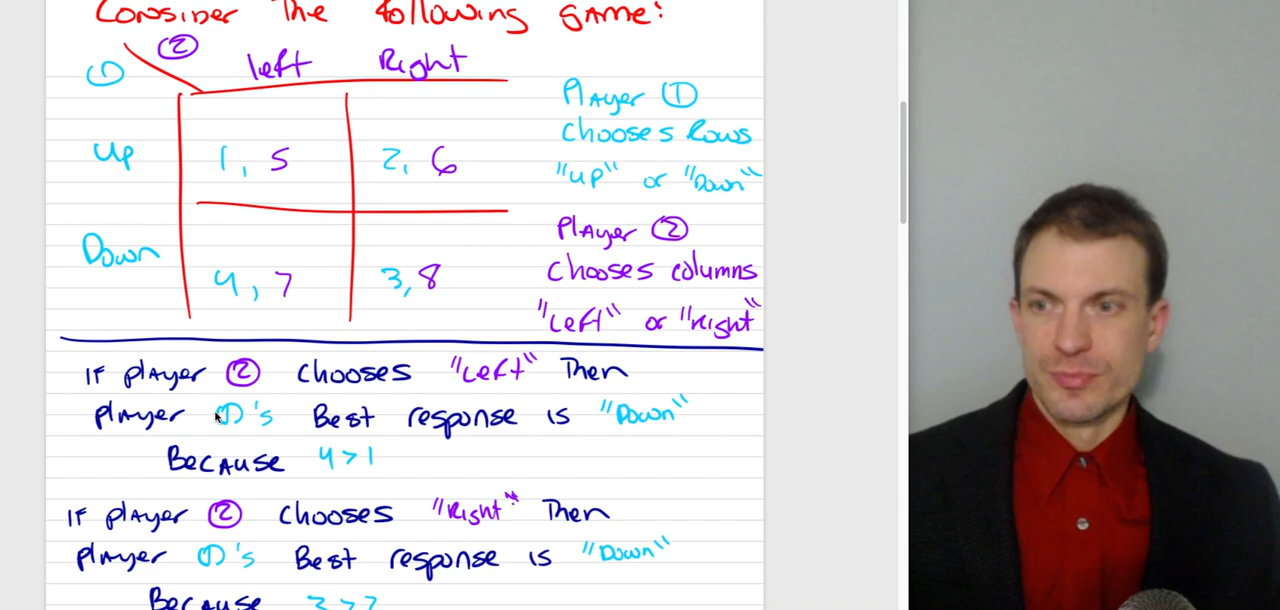 Consider The following game:
② left Right
①
Up 1, 5 2, 6
Down 4, 7 3,8
Player ①
Chooses Rows
"Up" or "Down"
Player ②
Chooses columns
"Left" or "Right"
IF player ② chooses "Left" Then
player ①'s Best response is "Down"
Because 4 > 1
IF player ② chooses "Right" Then
player ①'s Best response is "Down"
Because 3 > 2